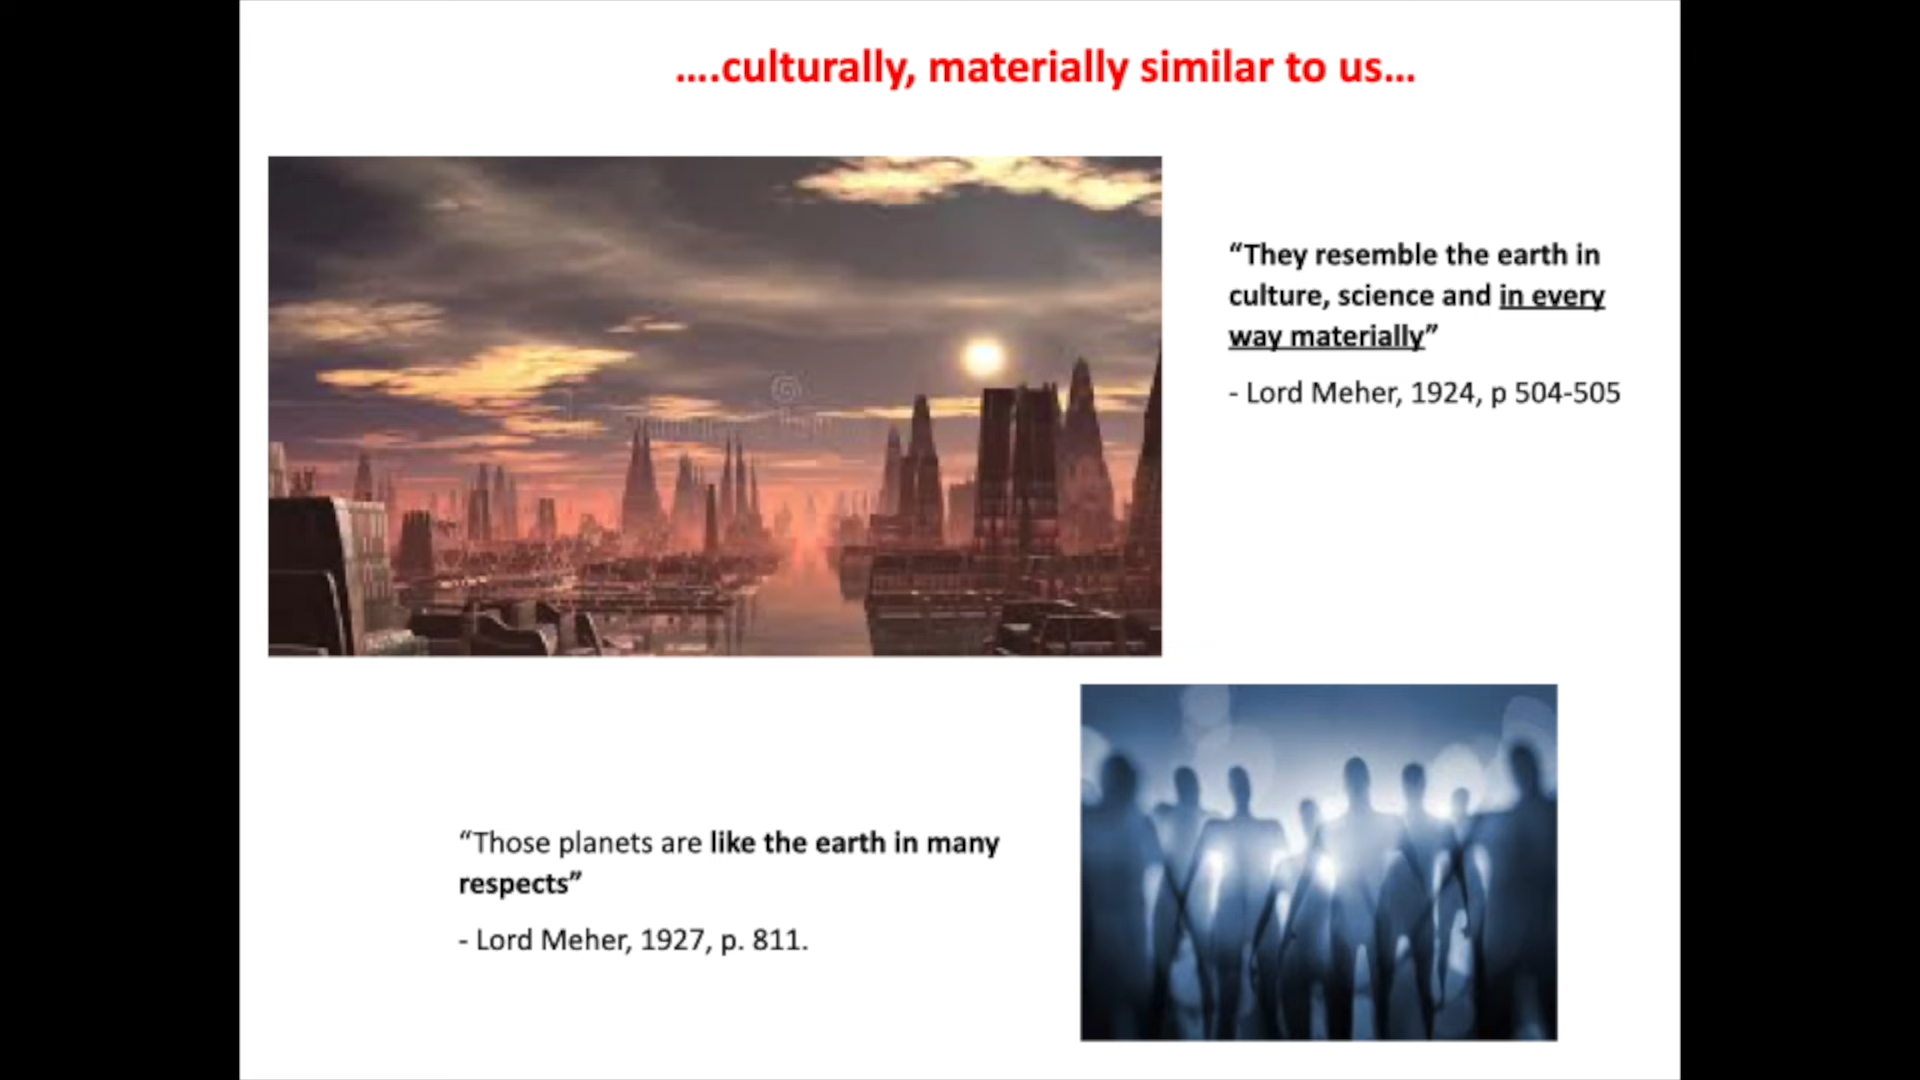 ....culturally, materially similar to us...
“They resemble the earth in
culture, science and in every
way materially”
- Lord Meher, 1924, p 504-505
“Those planets are like the earth in many
respects”
- Lord Meher, 1927, p. 811.